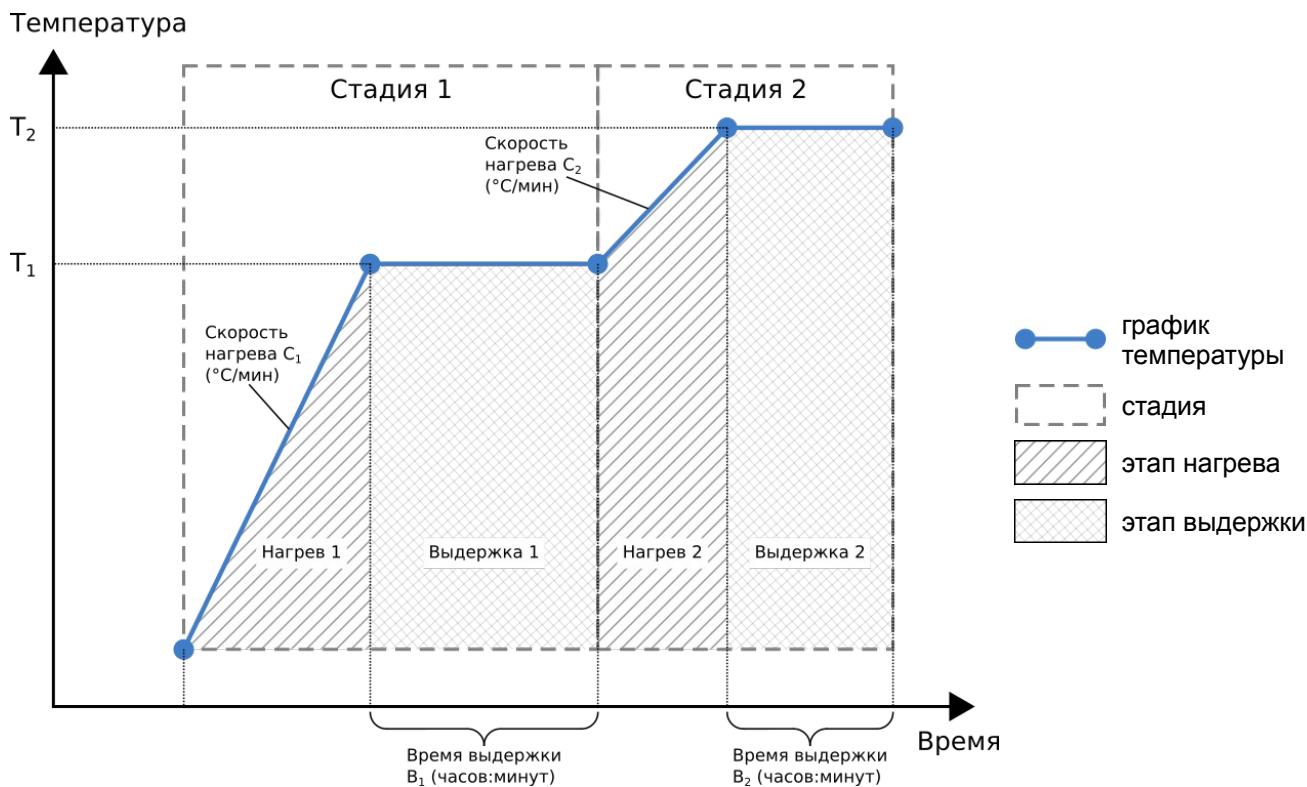 Температура
Стадия 1
Стадия 2
T₂
Скорость
нагрева C₂
(°C/мин)
T₁
Скорость
нагрева C₁
(°C/мин)
график
температуры
стадия
этап нагрева
этап выдержки
Нагрев 1
Выдержка 1
Нагрев 2
Выдержка 2
Время
Время выдержки
B₁ (часов:минут)
Время выдержки
B₂ (часов:минут)